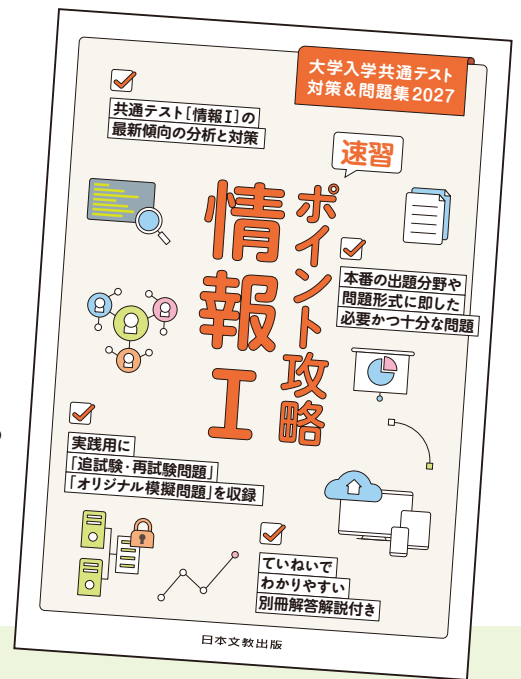 大学入学共通テスト
対策&問題集2027
共通テスト[情報Ⅰ]の
最新傾向の分析と対策
速習
ポイント攻略
情報Ⅰ
本番の出題分野や
問題形式に即した
必要かつ十分な問題
実践用に
「追試験・再試験問題」
「オリジナル模擬問題」を収録
ていねいで
わかりやすい
別冊解答解説付き
日本文教出版